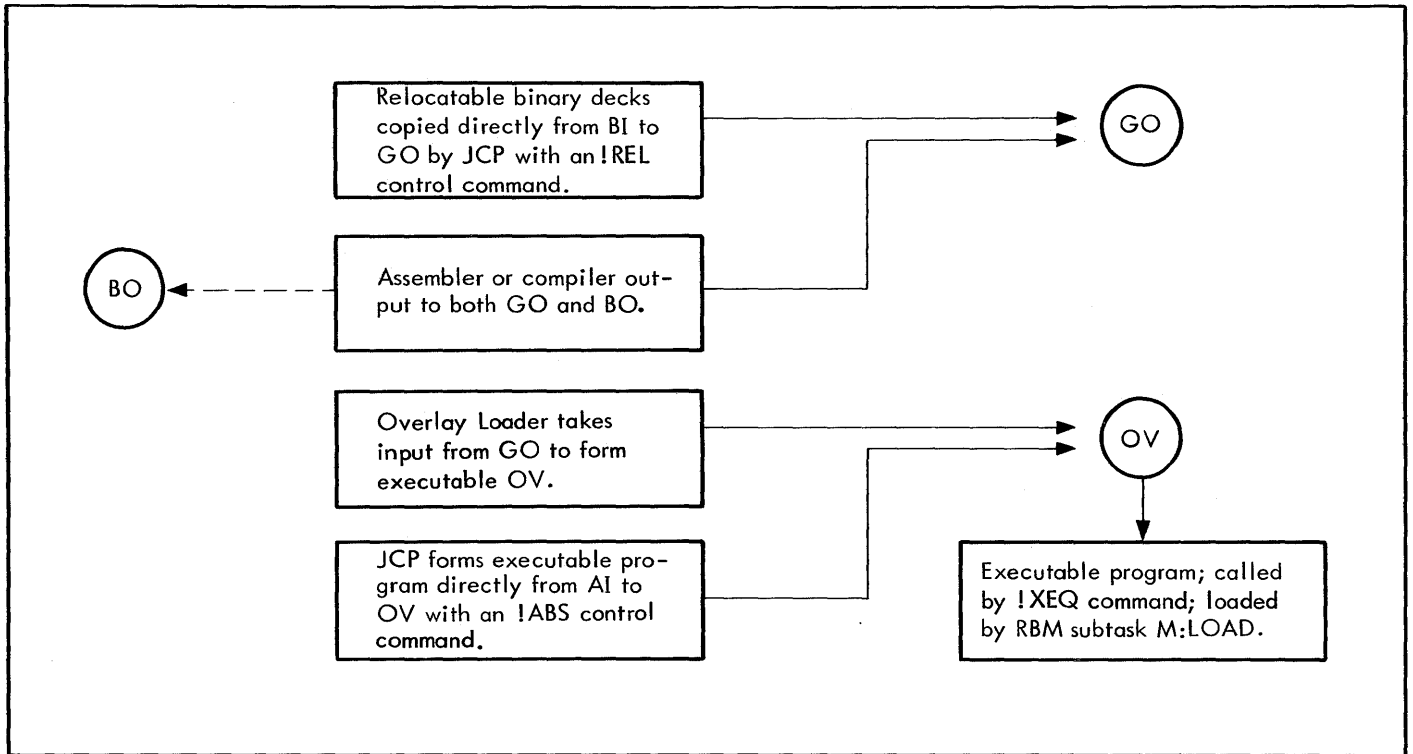 Relocatable binary decks
copied directly from BI to
GO by JCP with an !REL
control command.
GO
BO
Assembler or compiler out-
put to both GO and BO.
Overlay Loader takes
input from GO to form
executable OV.
OV
JCP forms executable pro-
gram directly from AI to
OV with an !ABS control
command.
Executable program; called
by !XEQ command; loaded
by RBM subtask M:LOAD.